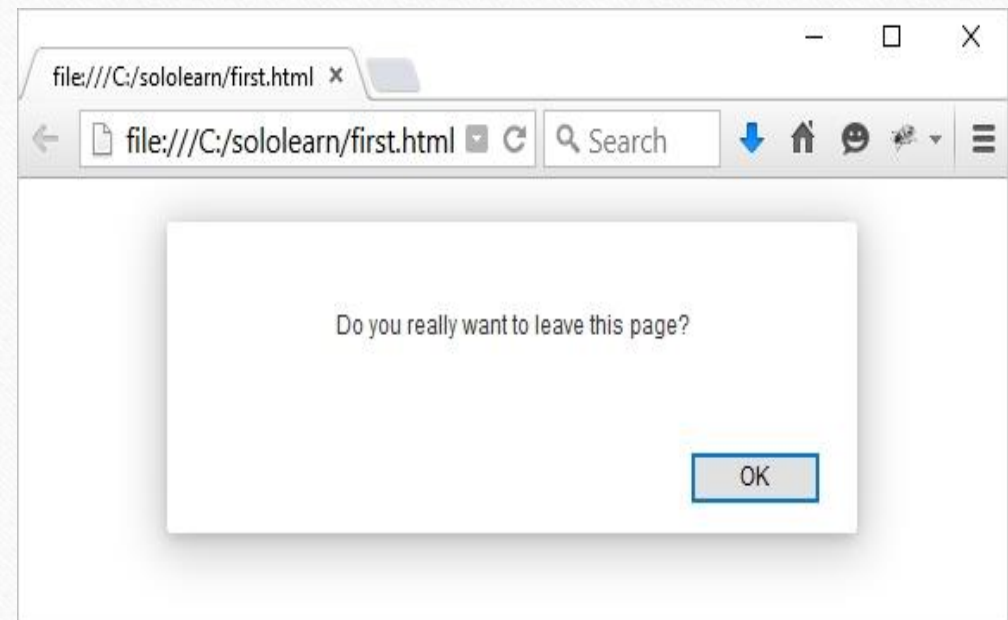 file:///C:/sololearn/first.html
file:///C:/sololearn/first.html
Search
Do you really want to leave this page?
OK